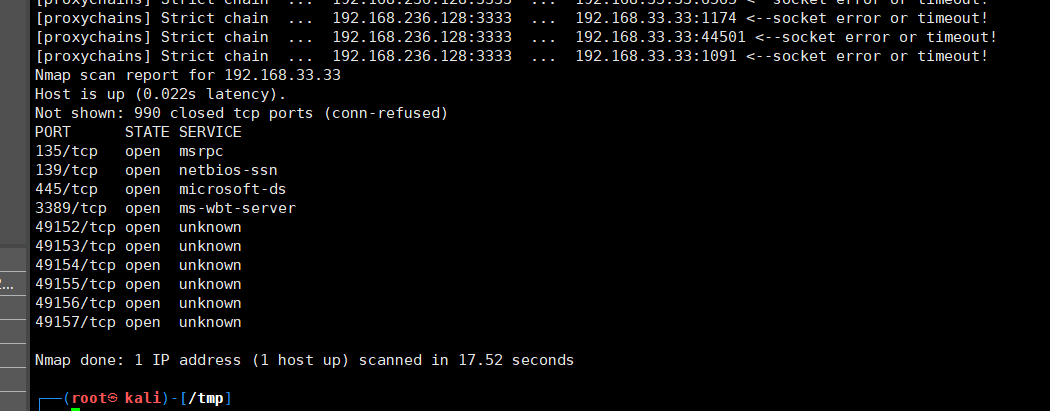 [proxychains] Strict chain  ...  192.168.236.128:3333  ...  192.168.33.33:6565 <--socket error or timeout!
[proxychains] Strict chain  ...  192.168.236.128:3333  ...  192.168.33.33:1174 <--socket error or timeout!
[proxychains] Strict chain  ...  192.168.236.128:3333  ...  192.168.33.33:44501 <--socket error or timeout!
[proxychains] Strict chain  ...  192.168.236.128:3333  ...  192.168.33.33:1091 <--socket error or timeout!
Nmap scan report for 192.168.33.33
Host is up (0.022s latency).
Not shown: 990 closed tcp ports (conn-refused)
PORT      STATE SERVICE
135/tcp   open  msrpc
139/tcp   open  netbios-ssn
445/tcp   open  microsoft-ds
3389/tcp  open  ms-wbt-server
49152/tcp open  unknown
49153/tcp open  unknown
49154/tcp open  unknown
49155/tcp open  unknown
49156/tcp open  unknown
49157/tcp open  unknown
2...
Nmap done: 1 IP address (1 host up) scanned in 17.52 seconds
┌──(root㉿ kali)-[/tmp]